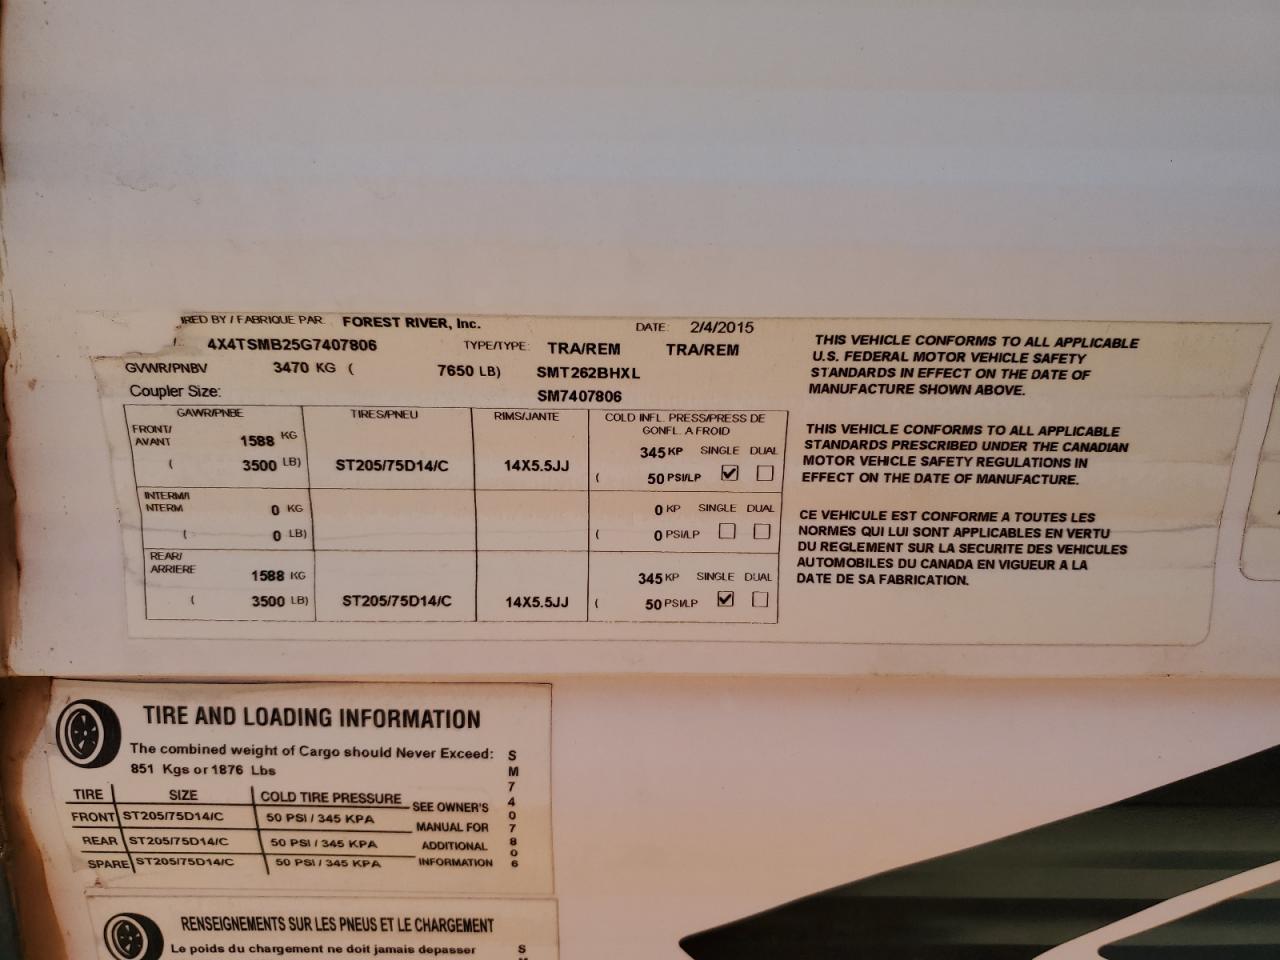 RED BY / FABRIQUE PAR: FOREST RIVER, Inc. DATE: 2/4/2015
4X4TSMB25G7407806 TYPE/TYPE: TRA/REM TRA/REM
GVWR/PNBV 3470 KG ( 7650 LB) SMT262BHXL
Coupler Size: SM7407806
GAWR/PNBE TIRES/PNEU RIMS/JANTE COLD INFL. PRESS/PRESS DE
GONFL. A FROID
FRONT/
AVANT 1588 KG 345 KP SINGLE DUAL
( 3500 LB) ST205/75D14/C 14X5.5JJ ( 50 PSI/LP
INTERM/I
NTERM 0 KG 0 KP SINGLE DUAL
( 0 LB) ( 0 PSI/LP
REAR/
ARRIERE 1588 KG 345 KP SINGLE DUAL
( 3500 LB) ST205/75D14/C 14X5.5JJ ( 50 PSI/LP
THIS VEHICLE CONFORMS TO ALL APPLICABLE
U.S. FEDERAL MOTOR VEHICLE SAFETY
STANDARDS IN EFFECT ON THE DATE OF
MANUFACTURE SHOWN ABOVE.
THIS VEHICLE CONFORMS TO ALL APPLICABLE
STANDARDS PRESCRIBED UNDER THE CANADIAN
MOTOR VEHICLE SAFETY REGULATIONS IN
EFFECT ON THE DATE OF MANUFACTURE.
CE VEHICULE EST CONFORME A TOUTES LES
NORMES QUI LUI SONT APPLICABLES EN VERTU
DU REGLEMENT SUR LA SECURITE DES VEHICULES
AUTOMOBILES DU CANADA EN VIGUEUR A LA
DATE DE SA FABRICATION.
TIRE AND LOADING INFORMATION
The combined weight of Cargo should Never Exceed:
851 Kgs or 1876 Lbs
TIRE SIZE COLD TIRE PRESSURE SEE OWNER'S
FRONT ST205/75D14/C 50 PSI / 345 KPA MANUAL FOR
REAR ST205/75D14/C 50 PSI / 345 KPA ADDITIONAL
SPARE ST205/75D14/C 50 PSI / 345 KPA INFORMATION
SM7407806
RENSEIGNEMENTS SUR LES PNEUS ET LE CHARGEMENT
Le poids du chargement ne doit jamais depasser S